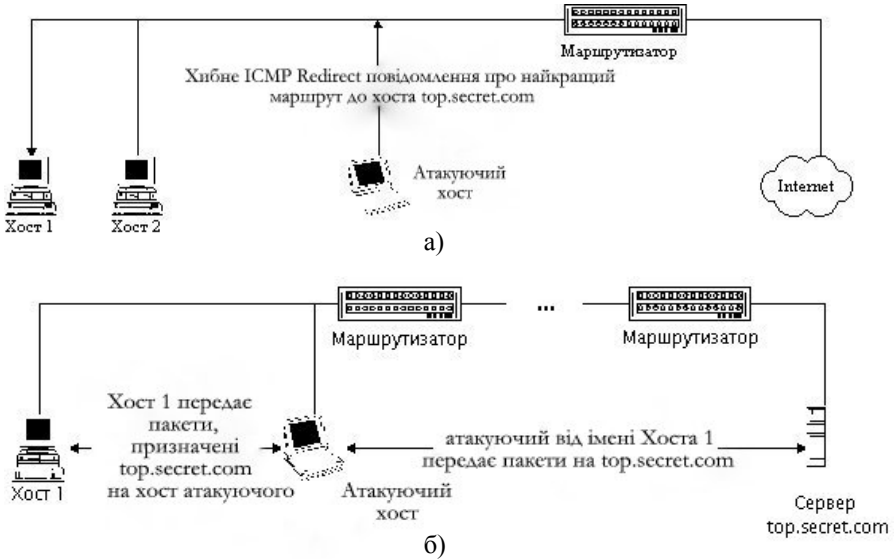 Маршрутизатор
Хибне ICMP Redirect повідомлення про найкращий
маршрут до хоста top.secret.com
Атакуючий
хост
Internet
Хост 1
Хост 2
а)
Маршрутизатор
...
Маршрутизатор
Хост 1 передає
пакети,
призначені
top.secret.com
на хост атакуючого
атакуючий від імені Хоста 1
передає пакети на top.secret.com
Хост 1
Атакуючий
хост
Сервер
top.secret.com
б)